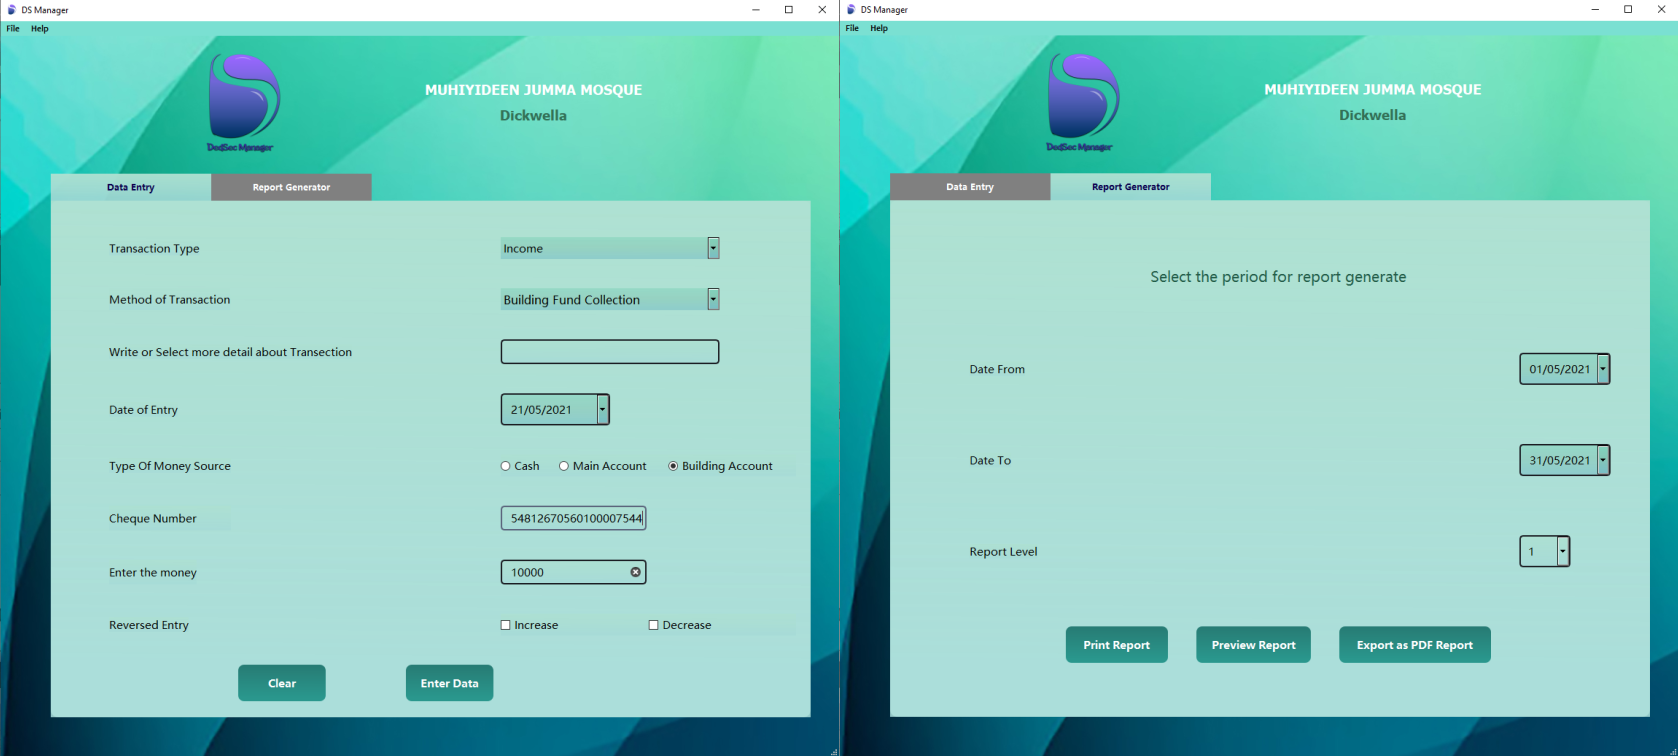 DS Manager
File Help
MUHIYIDEEN JUMMA MOSQUE
Dickwella
DedSec Manager
Data Entry Report Generator
Transaction Type Income
Method of Transaction Building Fund Collection
Write or Select more detail about Transection
Date of Entry 21/05/2021
Type Of Money Source Cash Main Account Building Account
Cheque Number 54812670560100007544
Enter the money 10000
Reversed Entry Increase Decrease
Clear Enter Data
DS Manager
File Help
MUHIYIDEEN JUMMA MOSQUE
Dickwella
DedSec Manager
Data Entry Report Generator
Select the period for report generate
Date From 01/05/2021
Date To 31/05/2021
Report Level 1
Print Report Preview Report Export as PDF Report